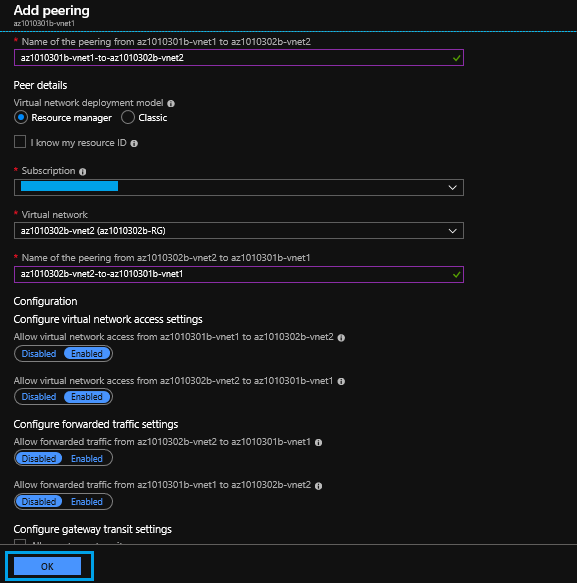 Add peering
az1010301b-vnet1
* Name of the peering from az1010301b-vnet1 to az1010302b-vnet2
az1010301b-vnet1-to-az1010302b-vnet2
Peer details
Virtual network deployment model
Resource manager Classic
I know my resource ID
* Subscription
* Virtual network
az1010302b-vnet2 (az1010302b-RG)
* Name of the peering from az1010302b-vnet2 to az1010301b-vnet1
az1010302b-vnet2-to-az1010301b-vnet1
Configuration
Configure virtual network access settings
Allow virtual network access from az1010301b-vnet1 to az1010302b-vnet2
Disabled Enabled
Allow virtual network access from az1010302b-vnet2 to az1010301b-vnet1
Disabled Enabled
Configure forwarded traffic settings
Allow forwarded traffic from az1010302b-vnet2 to az1010301b-vnet1
Disabled Enabled
Allow forwarded traffic from az1010301b-vnet1 to az1010302b-vnet2
Disabled Enabled
Configure gateway transit settings
OK